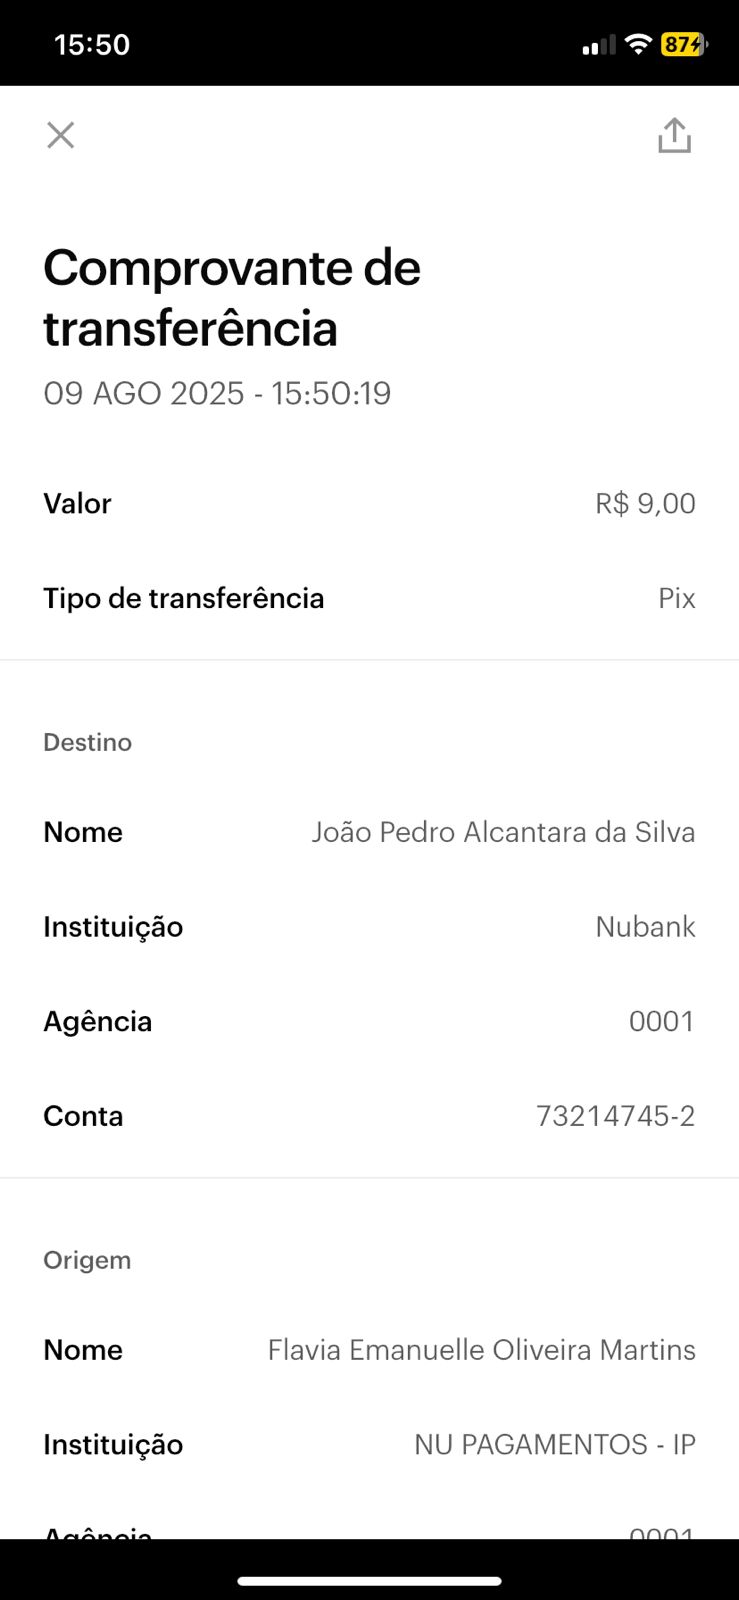 15:50
87
Comprovante de
transferência
09 AGO 2025 - 15:50:19
Valor R$ 9,00
Tipo de transferência Pix
Destino
Nome João Pedro Alcantara da Silva
Instituição Nubank
Agência 0001
Conta 73214745-2
Origem
Nome Flavia Emanuelle Oliveira Martins
Instituição NU PAGAMENTOS - IP
Agência 0001